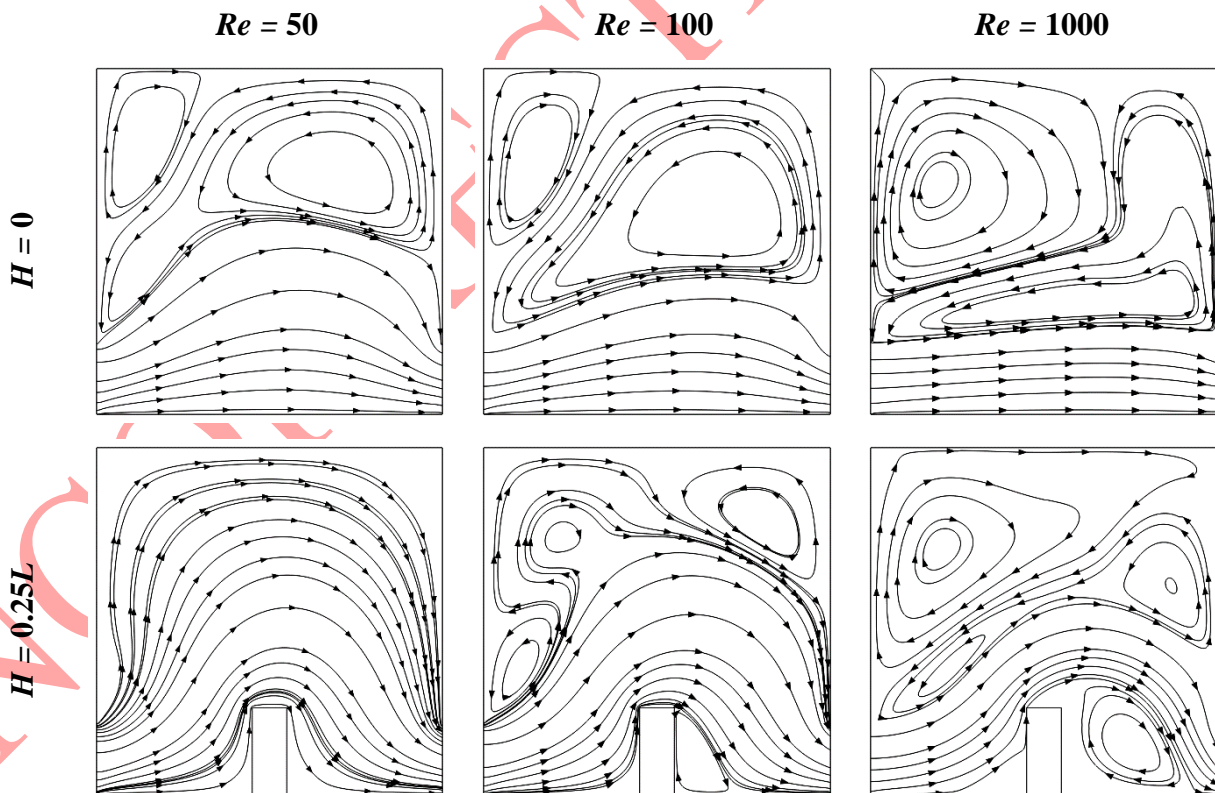 Re = 50
Re = 100
Re = 1000
H = 0
H = 0.25L